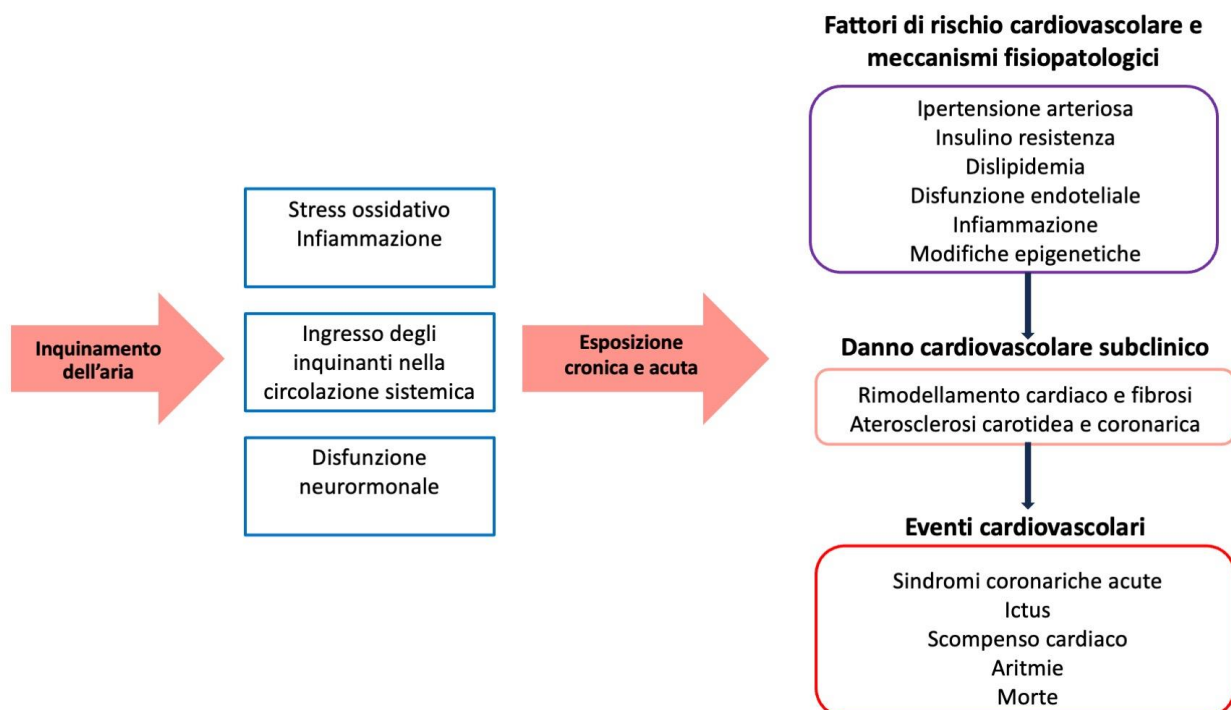 Inquinamento
dell’aria
Stress ossidativo
Infiammazione
Ingresso degli
inquinanti nella
circolazione sistemica
Disfunzione
neurormonale
Esposizione
cronica e acuta
Fattori di rischio cardiovascolare e
meccanismi fisiopatologici
Ipertensione arteriosa
Insulino resistenza
Dislipidemia
Disfunzione endoteliale
Infiammazione
Modifiche epigenetiche
Danno cardiovascolare subclinico
Rimodellamento cardiaco e fibrosi
Aterosclerosi carotidea e coronarica
Eventi cardiovascolari
Sindromi coronariche acute
Ictus
Scompenso cardiaco
Aritmie
Morte